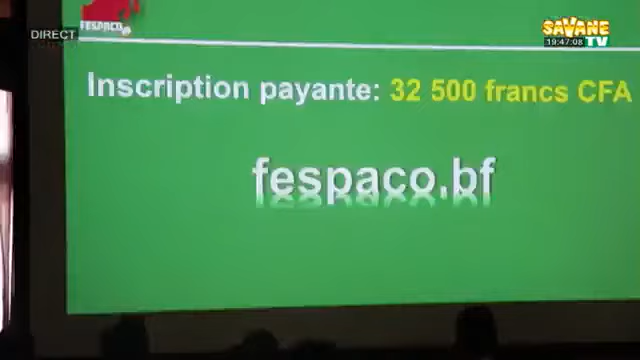 DIRECT
FESPACO
SAVANE
TV
19:47:08
Inscription payante: 32 500 francs CFA
fespaco.bf